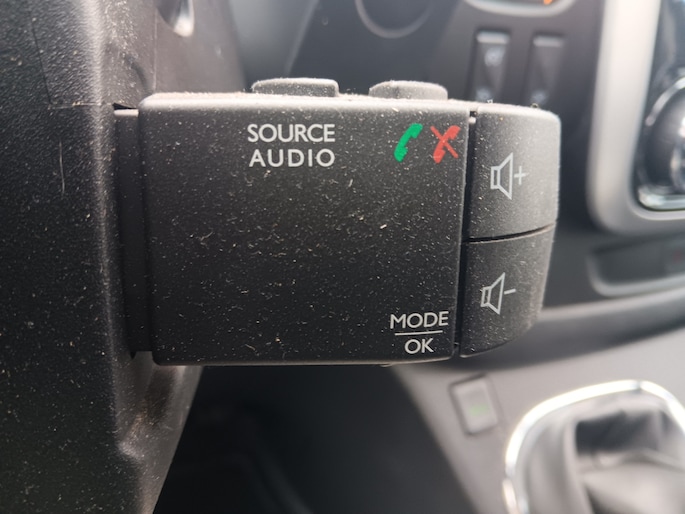 SOURCE
AUDIO
+
-
MODE
OK